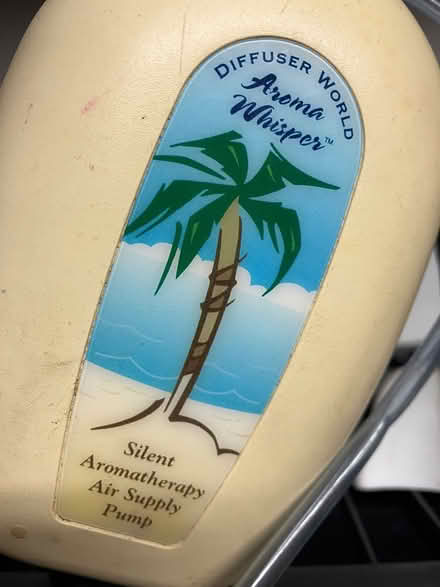 DIFFUSER WORLD
Aroma
Whisper™
Silent
Aromatherapy
Air Supply
Pump